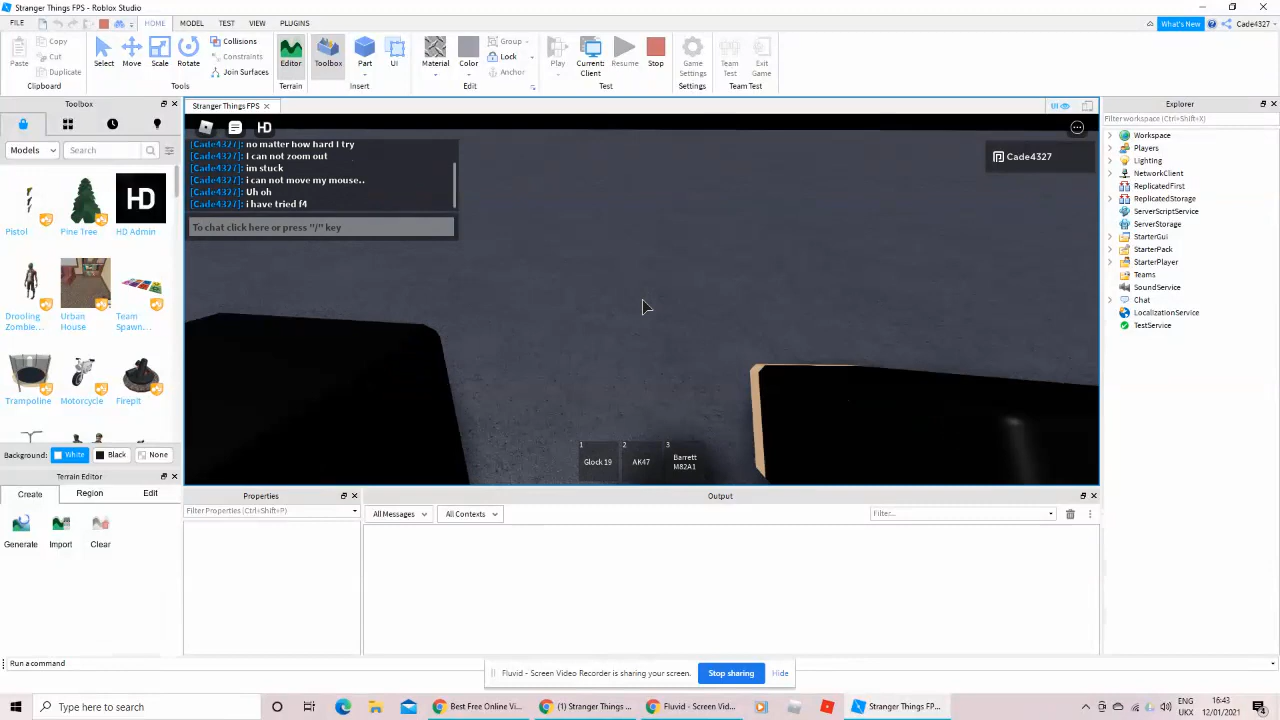 Stranger Things FPS - Roblox Studio
FILE HOME MODEL TEST VIEW PLUGINS What's New Cade4327
Copy Collisions Group
Cut Constraints Lock
Duplicate Join Surfaces Anchor
Paste Select Move Scale Rotate Editor Toolbox Part UI Material Color Play Current: Client Resume Stop Game Settings Team Test Exit Game
Clipboard Tools Terrain Insert Edit Test Settings Team Test
Toolbox Stranger Things FPS UI Explorer
Filter workspace (Ctrl+Shift+X)
HD
Models Search
[Cade4327]: no matter how hard I try
[Cade4327]: I can not zoom out
[Cade4327]: im stuck
[Cade4327]: i can not move my mouse..
[Cade4327]: Uh oh
[Cade4327]: i have tried f4
To chat click here or press "/" key
Cade4327
HD
Pistol Pine Tree HD Admin
Drooling Zombie... Urban House Team Spawn...
Trampoline Motorcycle Firepit
Background: White Black None
Terrain Editor
Create Region Edit
Generate Import Clear
1 2 3
Glock 19 AK47 Barrett M82A1
Workspace
Players
Lighting
NetworkClient
ReplicatedFirst
ReplicatedStorage
ServerScriptService
ServerStorage
StarterGui
StarterPack
StarterPlayer
Teams
SoundService
Chat
LocalizationService
TestService
Properties Output
Filter Properties (Ctrl+Shift+P) All Messages All Contexts Filter...
Run a command
Fluvid - Screen Video Recorder is sharing your screen. Stop sharing Hide
Type here to search Best Free Online Vi... (1) Stranger Things ... Fluvid - Screen Vid... Stranger Things FP... ENG UKX 16:43 12/01/2021 4